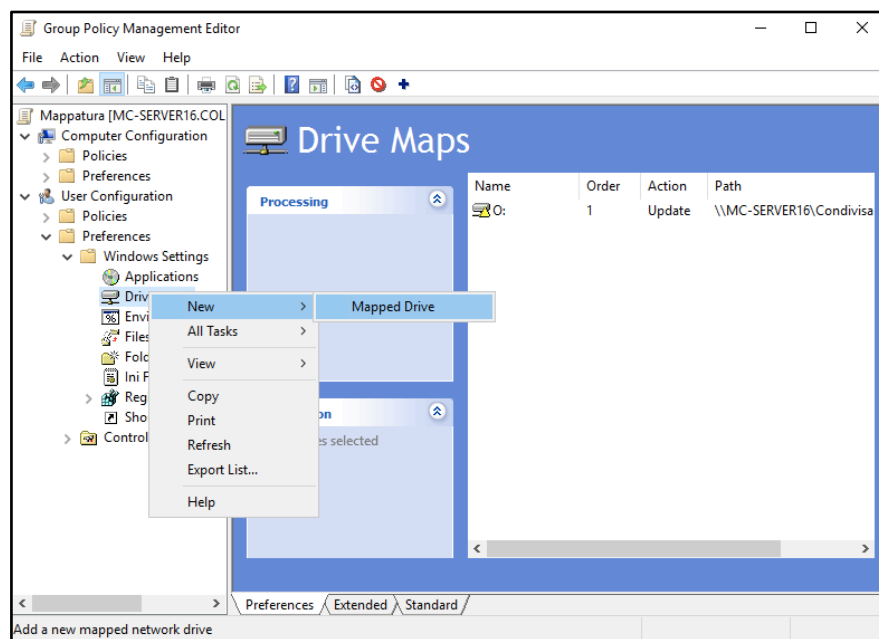 Group Policy Management Editor
File Action View Help
Mappatura [MC-SERVER16.COL
Computer Configuration
Policies
Preferences
User Configuration
Policies
Preferences
Windows Settings
Applications
Driv
Envi
Files
Fold
Ini F
Reg
Sho
Control
New
Mapped Drive
All Tasks
View
Copy
Print
Refresh
Export List...
Help
Drive Maps
Processing
on
es selected
Name Order Action Path
O: 1 Update \\MC-SERVER16\Condivisa
Preferences Extended Standard
Add a new mapped network drive